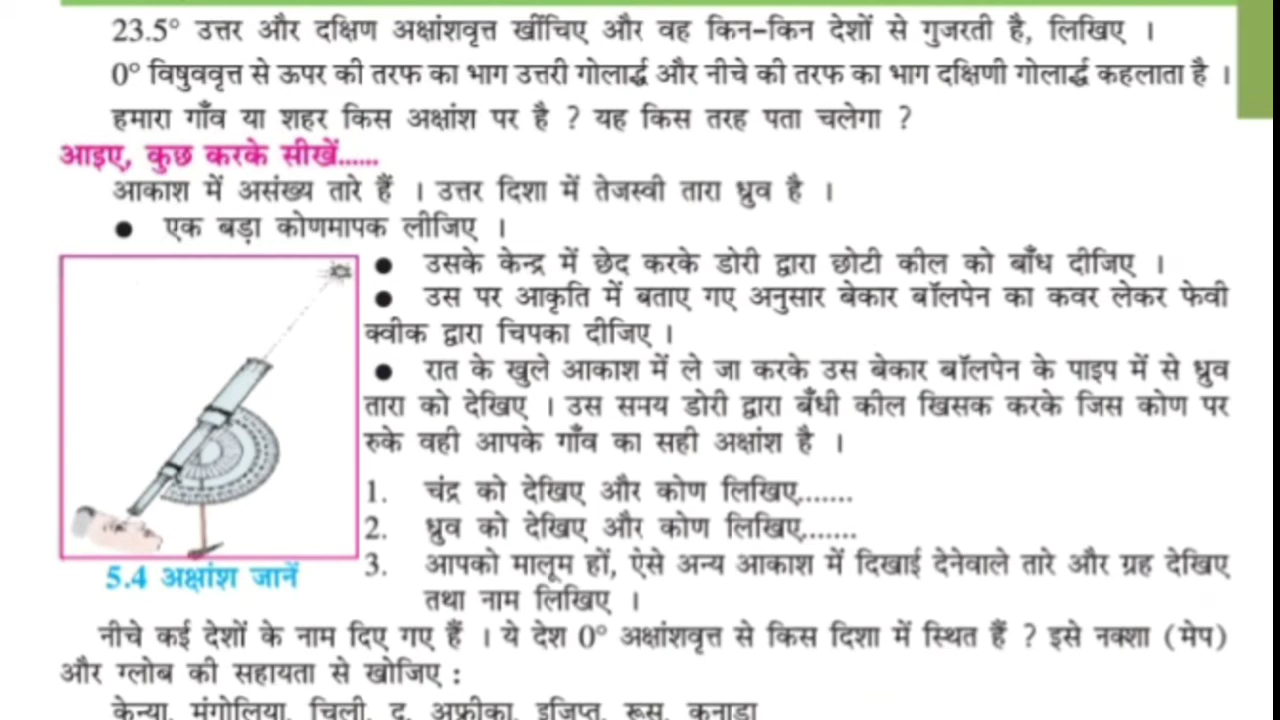 23.5° उत्तर और दक्षिण अक्षांशवृत्त खींचिए और वह किन-किन देशों से गुजरती है, लिखिए ।
0° विषुववृत्त से ऊपर की तरफ का भाग उत्तरी गोलार्द्ध और नीचे की तरफ का भाग दक्षिणी गोलार्द्ध कहलाता है ।
हमारा गाँव या शहर किस अक्षांश पर है ? यह किस तरह पता चलेगा ?
आइए, कुछ करके सीखें......
आकाश में असंख्य तारे हैं । उत्तर दिशा में तेजस्वी तारा ध्रुव है ।
● एक बड़ा कोणमापक लीजिए ।
● उसके केन्द्र में छेद करके डोरी द्वारा छोटी कील को बाँध दीजिए ।
● उस पर आकृति में बताए गए अनुसार बेकार बॉलपेन का कवर लेकर फेवी
क्वीक द्वारा चिपका दीजिए ।
● रात के खुले आकाश में ले जा करके उस बेकार बॉलपेन के पाइप में से ध्रुव
तारा को देखिए । उस समय डोरी द्वारा बँधी कील खिसक करके जिस कोण पर
रुके वही आपके गाँव का सही अक्षांश है ।
1. चंद्र को देखिए और कोण लिखिए.......
2. ध्रुव को देखिए और कोण लिखिए.......
3. आपको मालूम हों, ऐसे अन्य आकाश में दिखाई देनेवाले तारे और ग्रह देखिए
तथा नाम लिखिए ।
5.4 अक्षांश जानें
नीचे कई देशों के नाम दिए गए हैं । ये देश 0° अक्षांशवृत्त से किस दिशा में स्थित हैं ? इसे नक्शा (मेप)
और ग्लोब की सहायता से खोजिए :
केन्या, मंगोलिया, चिली, द. अफ्रीका, इजिप्त, रूस, कनाडा